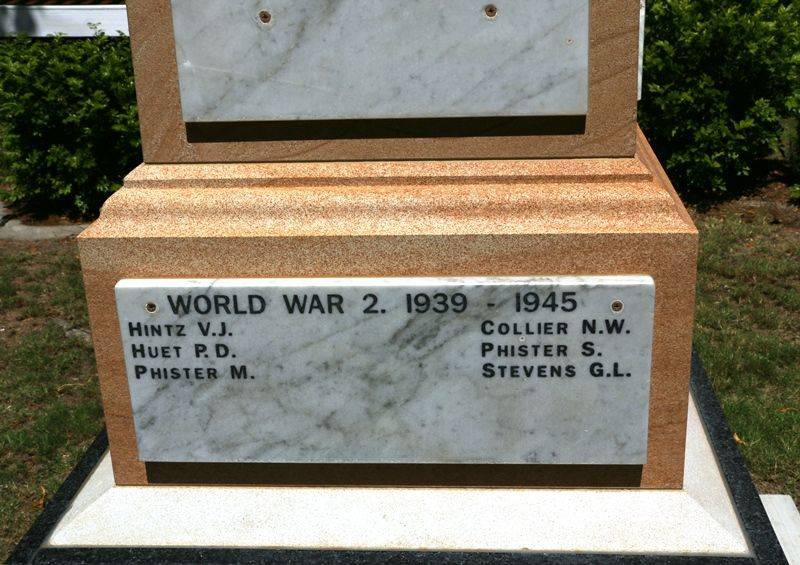 WORLD WAR 2. 1939 - 1945
HINTZ V.J.
HUET P.D.
PHISTER M.
COLLIER N.W.
PHISTER S.
STEVENS G.L.